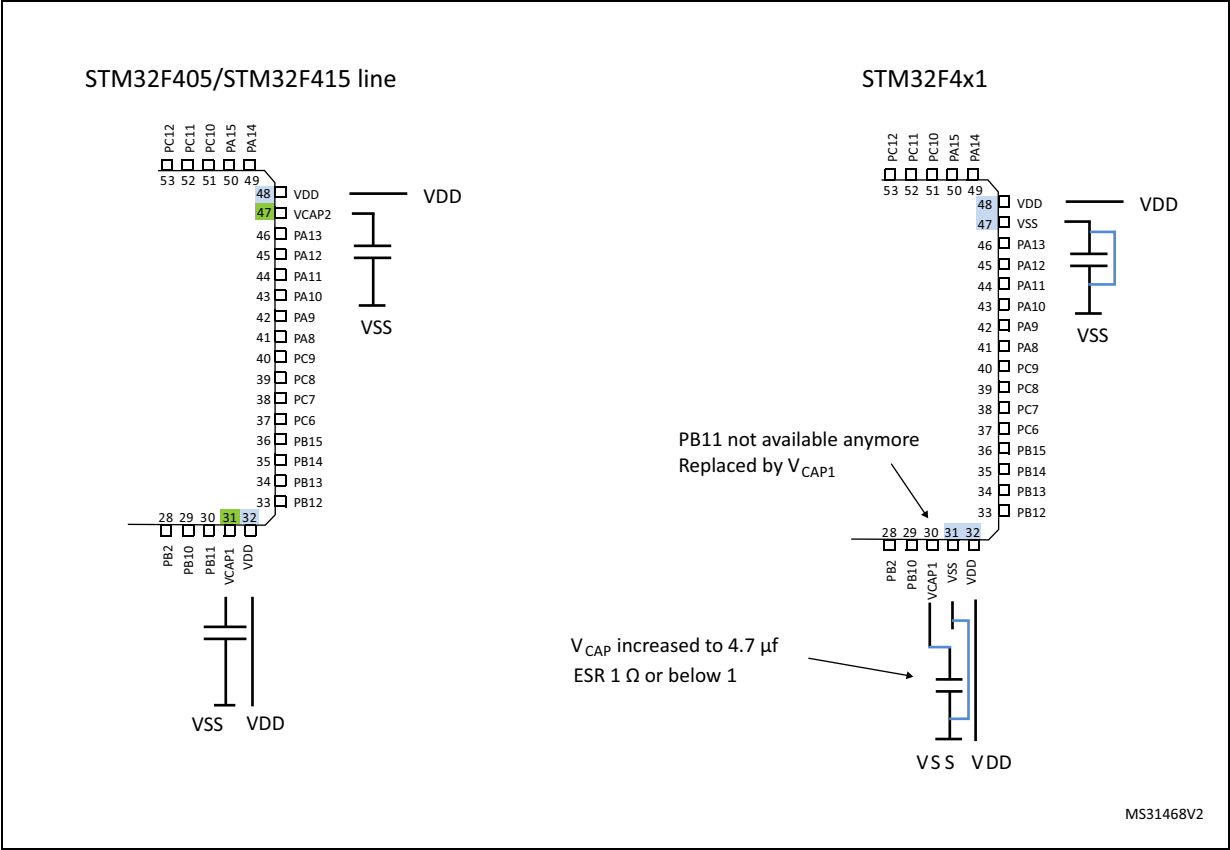 STM32F405/STM32F415 line
PC12
PC11
PC10
PA15
PA14
53 52 51 50 49
48 VDD
47 VCAP2
46 PA13
45 PA12
44 PA11
43 PA10
42 PA9
41 PA8
40 PC9
39 PC8
38 PC7
37 PC6
36 PB15
35 PB14
34 PB13
33 PB12
28 29 30 31 32
PB2
PB10
PB11
VCAP1
VDD
VDD
VSS
VSS VDD
STM32F4x1
PC12
PC11
PC10
PA15
PA14
53 52 51 50 49
48 VDD
47 VSS
46 PA13
45 PA12
44 PA11
43 PA10
42 PA9
41 PA8
40 PC9
39 PC8
38 PC7
37 PC6
36 PB15
35 PB14
34 PB13
33 PB12
28 29 30 31 32
PB2
PB10
VCAP1
VSS
VDD
VDD
VSS
PB11 not available anymore
Replaced by VCAP1
VCAP increased to 4.7 µf
ESR 1 Ω or below 1
VSS VDD
MS31468V2